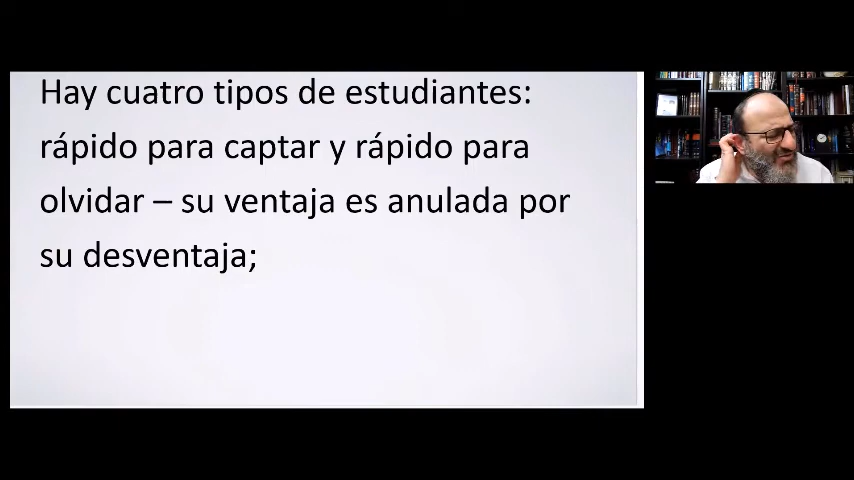 Hay cuatro tipos de estudiantes:
rápido para captar y rápido para
olvidar – su ventaja es anulada por
su desventaja;